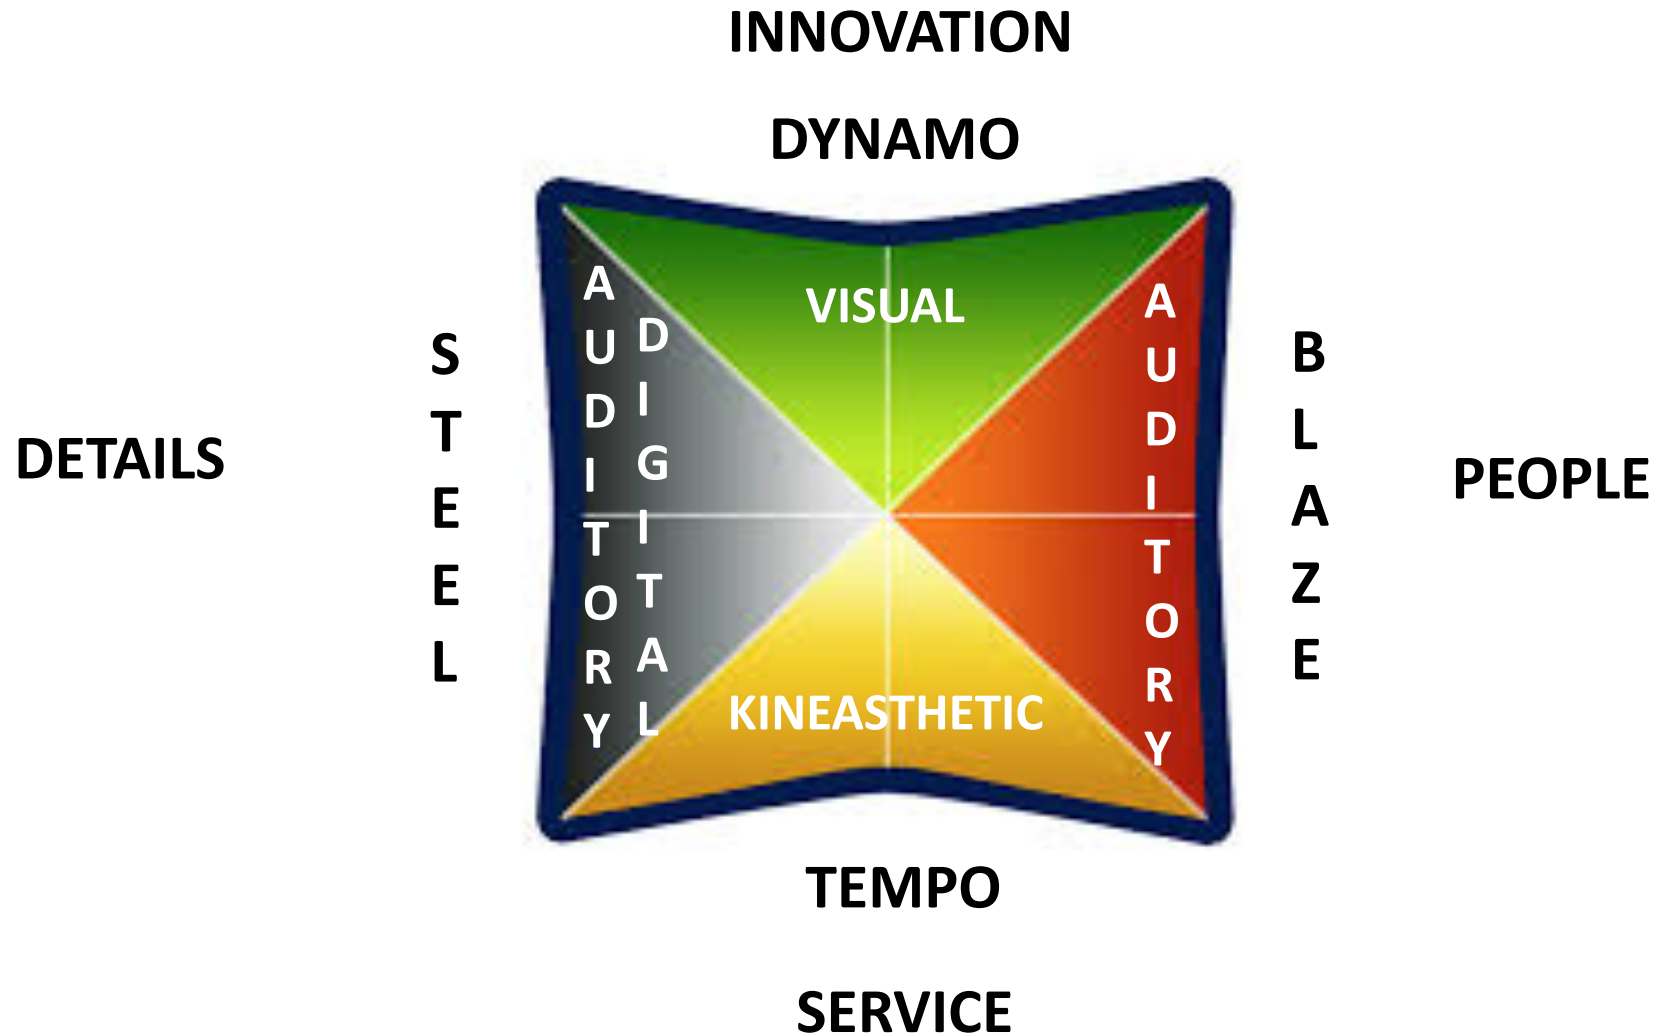 INNOVATION
DYNAMO
VISUAL
AUDITORY
DIGITAL
AUDITORY
STEEL
BLAZE
DETAILS
PEOPLE
KINEASTHETIC
TEMPO
SERVICE